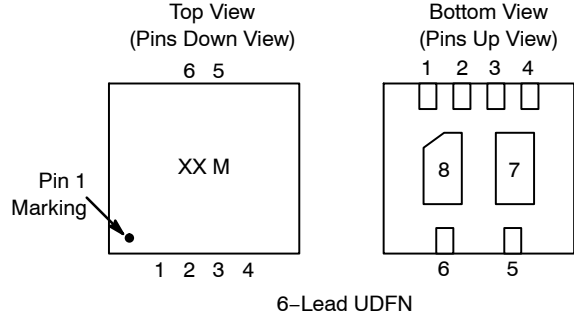 Top View
(Pins Down View)
6 5
XX M
Pin 1
Marking
1 2 3 4
Bottom View
(Pins Up View)
1 2 3 4
8 7
6 5
6–Lead UDFN